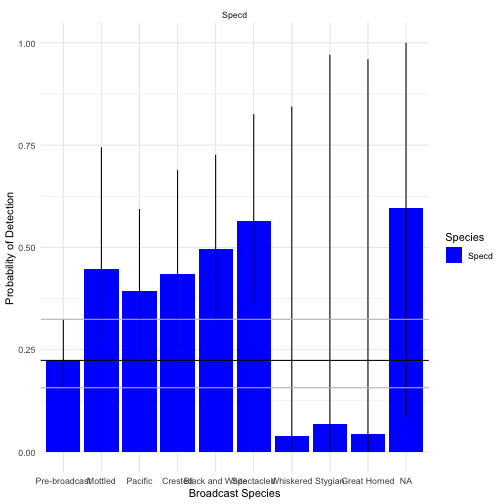 Specd
1.00
0.75
0.50
0.25
0.00
Probability of Detection
Pre-broadcast Mottled Pacific Crested Black and White Spectacled Whiskered Stygian Great Horned NA
Broadcast Species
Species
Specd